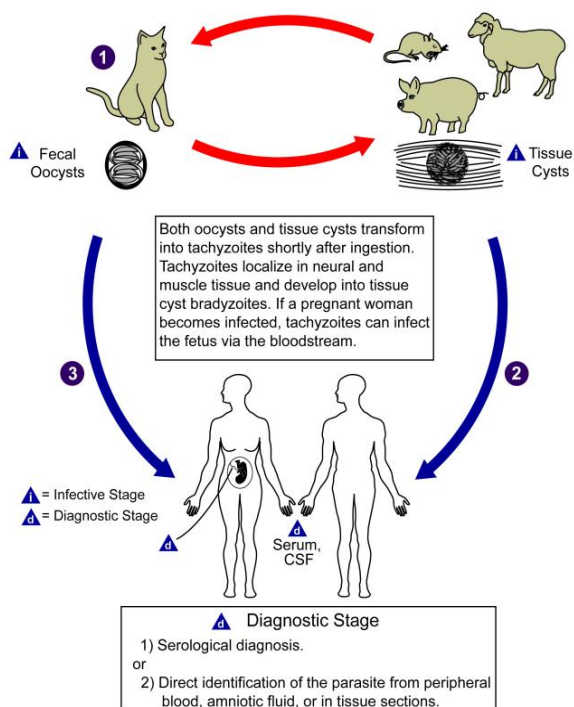 1
i Fecal
Oocysts
i Tissue
Cysts
Both oocysts and tissue cysts transform
into tachyzoites shortly after ingestion.
Tachyzoites localize in neural and
muscle tissue and develop into tissue
cyst bradyzoites. If a pregnant woman
becomes infected, tachyzoites can infect
the fetus via the bloodstream.
3
2
i = Infective Stage
d = Diagnostic Stage
d
d
Serum,
CSF
d Diagnostic Stage
1) Serological diagnosis.
or
2) Direct identification of the parasite from peripheral
blood, amniotic fluid, or in tissue sections.